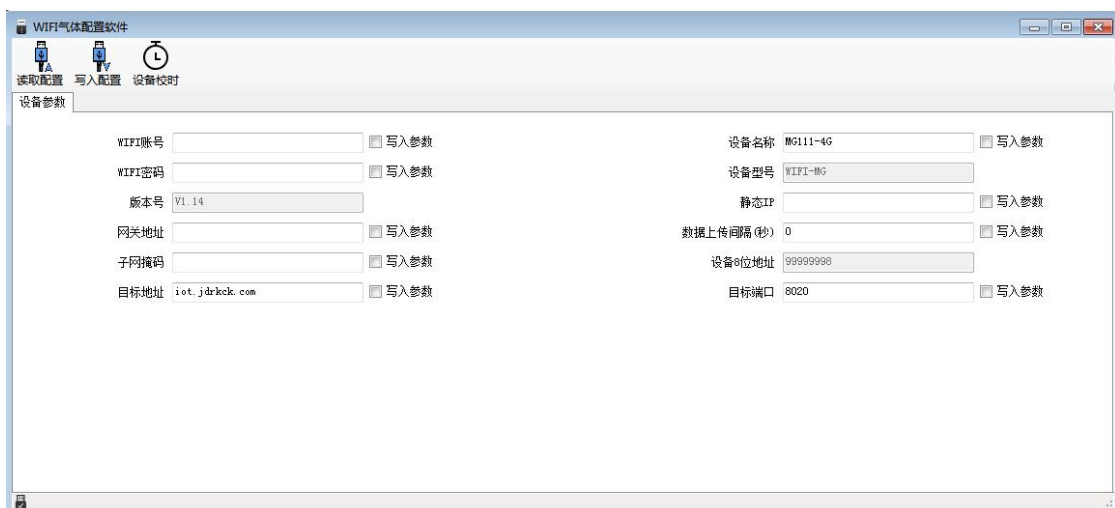 WIFI气体配置软件
读取配置 写入配置 设备校时
设备参数
WIFI账号 写入参数 设备名称 MG111-4G 写入参数
WIFI密码 写入参数 设备型号 WIFI-MG
版本号 V1.14 静态IP 写入参数
网关地址 写入参数 数据上传间隔(秒) 0 写入参数
子网掩码 写入参数 设备8位地址 99999998
目标地址 iot.jdrkck.com 写入参数 目标端口 8020 写入参数